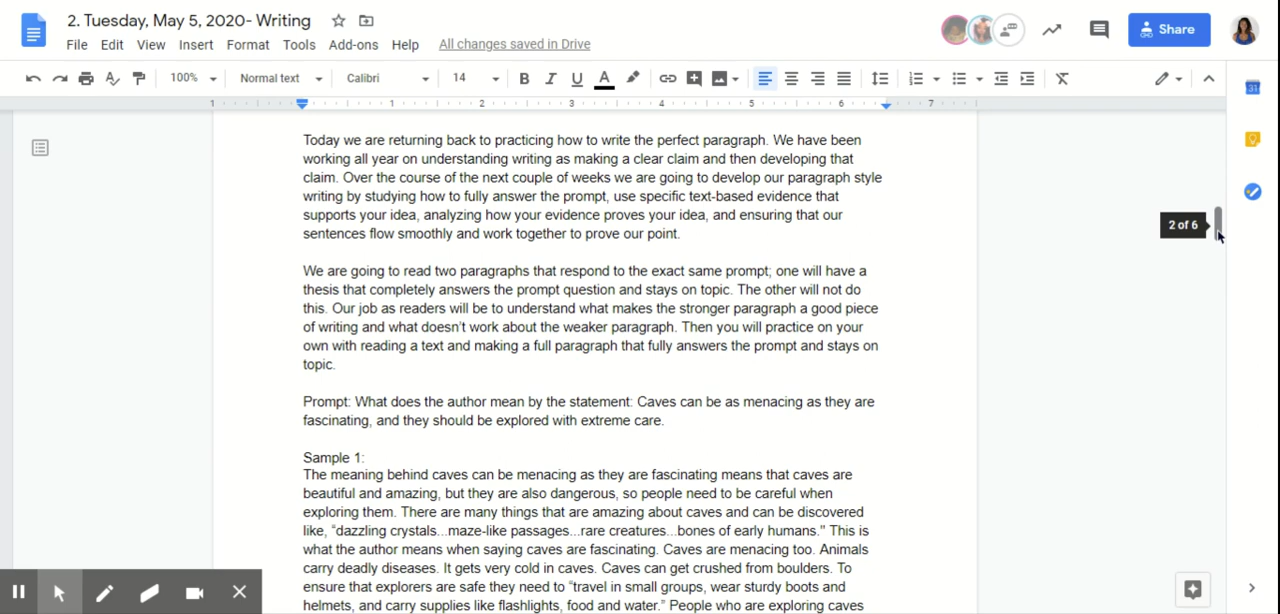 2. Tuesday, May 5, 2020- Writing
File Edit View Insert Format Tools Add-ons Help All changes saved in Drive
Share
100% Normal text Calibri 14 B I U A
1 1 2 3 4 5 6 7
31
Today we are returning back to practicing how to write the perfect paragraph. We have been
working all year on understanding writing as making a clear claim and then developing that
claim. Over the course of the next couple of weeks we are going to develop our paragraph style
writing by studying how to fully answer the prompt, use specific text-based evidence that
supports your idea, analyzing how your evidence proves your idea, and ensuring that our
sentences flow smoothly and work together to prove our point.
2 of 6
We are going to read two paragraphs that respond to the exact same prompt; one will have a
thesis that completely answers the prompt question and stays on topic. The other will not do
this. Our job as readers will be to understand what makes the stronger paragraph a good piece
of writing and what doesn't work about the weaker paragraph. Then you will practice on your
own with reading a text and making a full paragraph that fully answers the prompt and stays on
topic.
Prompt: What does the author mean by the statement: Caves can be as menacing as they are
fascinating, and they should be explored with extreme care.
Sample 1:
The meaning behind caves can be menacing as they are fascinating means that caves are
beautiful and amazing, but they are also dangerous, so people need to be careful when
exploring them. There are many things that are amazing about caves and can be discovered
like, “dazzling crystals...maze-like passages...rare creatures...bones of early humans." This is
what the author means when saying caves are fascinating. Caves are menacing too. Animals
carry deadly diseases. It gets very cold in caves. Caves can get crushed from boulders. To
ensure that explorers are safe they need to “travel in small groups, wear sturdy boots and
helmets, and carry supplies like flashlights, food and water.” People who are exploring caves